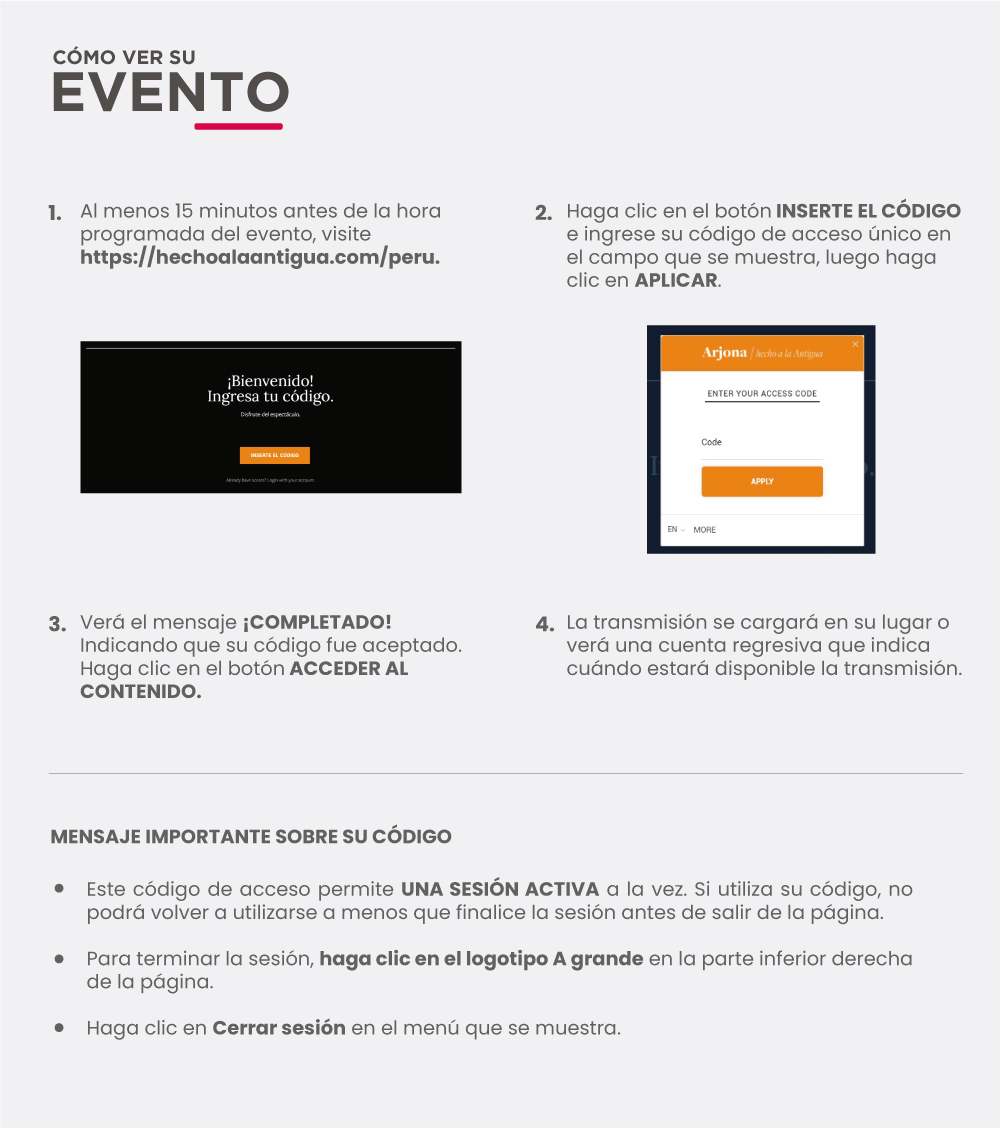 CÓMO VER SU
EVENTO
1. Al menos 15 minutos antes de la hora
programada del evento, visite
https://hechoalaantigua.com/peru.
¡Bienvenido!
Ingresa tu código.
Disfrute del espectáculo.
INSERTE EL CÓDIGO
Already have access? Login with your account
2. Haga clic en el botón INSERTE EL CÓDIGO
e ingrese su código de acceso único en
el campo que se muestra, luego haga
clic en APLICAR.
Arjona / hecho a la Antigua
×
ENTER YOUR ACCESS CODE
Code
APPLY
EN MORE
3. Verá el mensaje ¡COMPLETADO!
Indicando que su código fue aceptado.
Haga clic en el botón ACCEDER AL
CONTENIDO.
4. La transmisión se cargará en su lugar o
verá una cuenta regresiva que indica
cuándo estará disponible la transmisión.
MENSAJE IMPORTANTE SOBRE SU CÓDIGO
• Este código de acceso permite UNA SESIÓN ACTIVA a la vez. Si utiliza su código, no
podrá volver a utilizarse a menos que finalice la sesión antes de salir de la página.
• Para terminar la sesión, haga clic en el logotipo A grande en la parte inferior derecha
de la página.
• Haga clic en Cerrar sesión en el menú que se muestra.